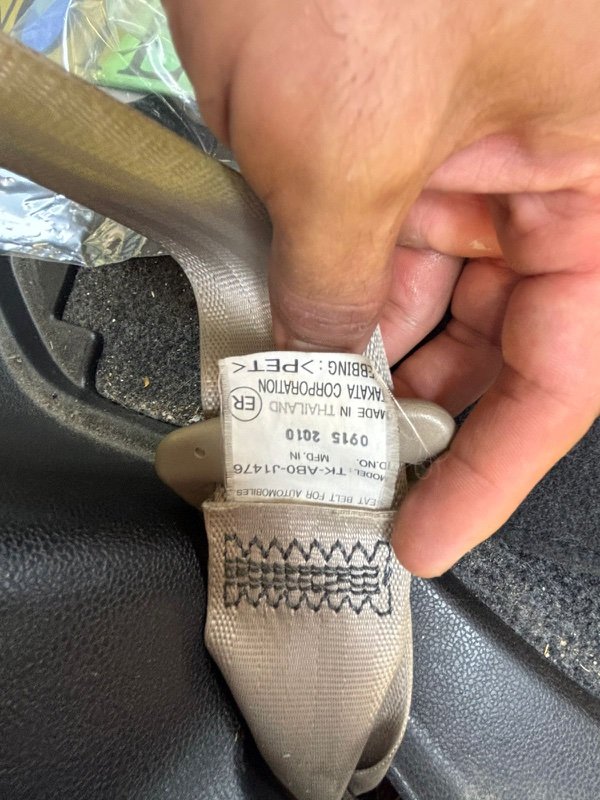 EAT BELT FOR AUTOMOBILES
MODEL: TK-AB0-J1476
I.D.NO. MFD.IN
0915 2010
MADE IN THAILAND ER
TAKATA CORPORATION
EBBING : >PET<